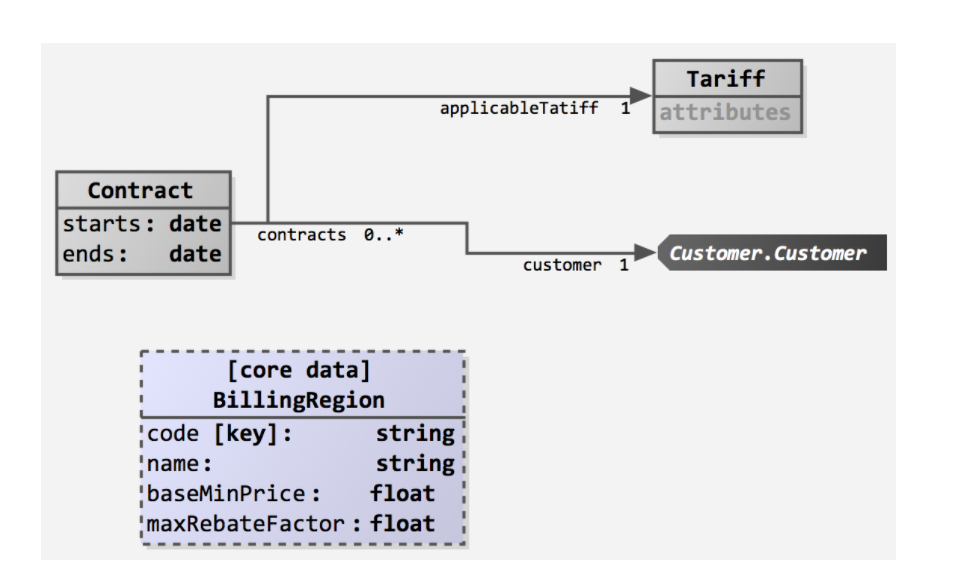 Tariff
attributes
applicableTatiff 1
Contract
starts: date
ends: date
contracts 0..*
customer 1
Customer.Customer
[core data]
BillingRegion
code [key]: string
name: string
baseMinPrice: float
maxRebateFactor: float